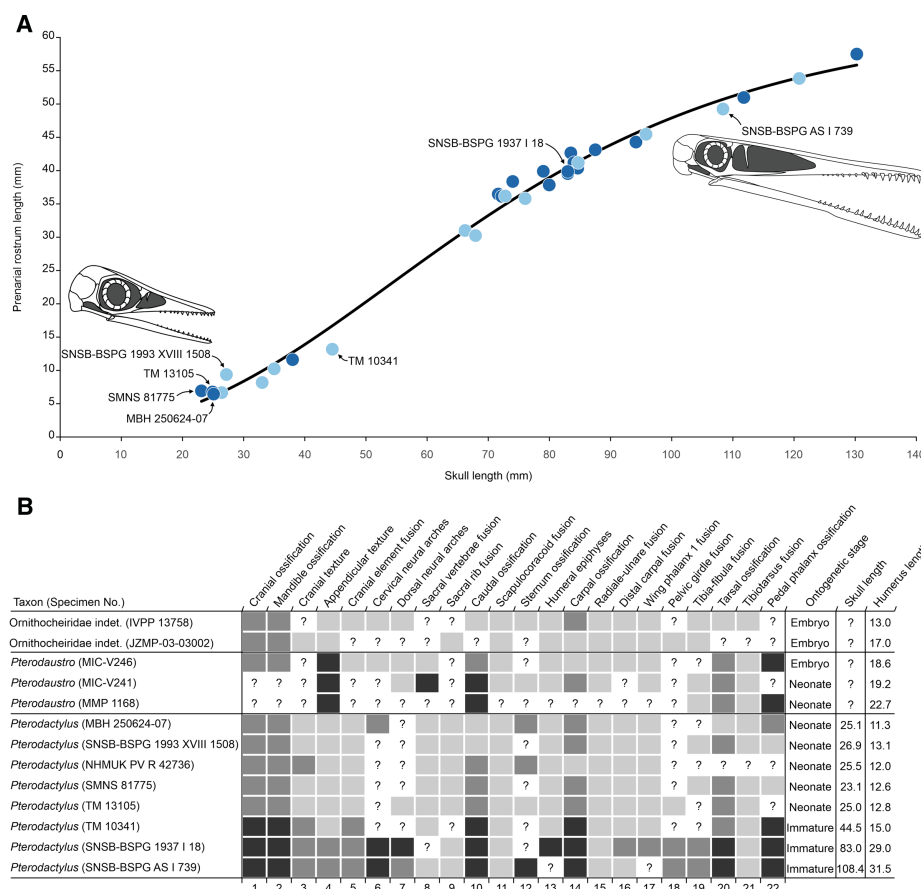 A
60
55
50
45
40
35
30
25
20
15
10
5
0
Prenarial rostrum length (mm)
SNSB-BSPG 1937 I 18
SNSB-BSPG AS I 739
SNSB-BSPG 1993 XVIII 1508
TM 13105
SMNS 81775
MBH 250624-07
TM 10341
0 10 20 30 40 50 60 70 80 90 100 110 120 130 140
Skull length (mm)
B
Cranial ossification
Mandible ossification
Cranial texture
Appendicular texture
Cranial element fusion
Cervical neural arches
Dorsal neural arches
Sacral vertebrae fusion
Sacral rib fusion
Caudal ossification
Scapulocoracoid fusion
Sternum ossification
Humeral epiphyses
Carpal ossification
Radiale-ulnare fusion
Distal carpal fusion
Wing phalanx 1 fusion
Pelvic girdle fusion
Tibia-fibula fusion
Tarsal ossification
Tibiotarsus fusion
Pedal phalanx ossification
Ontogenetic stage
Skull length
Humerus length
Taxon (Specimen No.)
Ornithocheiridae indet. (IVPP 13758) ? ? ? ? ? ? Embryo ? 13.0
Ornithocheiridae indet. (JZMP-03-03002) ? ? ? ? ? ? ? ? ? Embryo ? 17.0
Pterodaustro (MIC-V246) ? ? ? ? ? Embryo ? 18.6
Pterodaustro (MIC-V241) ? ? ? ? ? ? ? ? Neonate ? 19.2
Pterodaustro (MMP 1168) ? ? ? ? ? ? ? ? ? ? ? ? ? ? ? ? ? ? Neonate ? 22.7
Pterodactylus (MBH 250624-07) ? ? ? Neonate 25.1 11.3
Pterodactylus (SNSB-BSPG 1993 XVIII 1508) ? ? ? ? Neonate 26.9 13.1
Pterodactylus (NHMUK PV R 42736) ? ? ? ? ? ? ? Neonate 25.5 12.0
Pterodactylus (SMNS 81775) ? ? ? ? ? Neonate 23.1 12.6
Pterodactylus (TM 13105) ? ? ? Neonate 25.0 12.8
Pterodactylus (TM 10341) ? ? ? ? ? ? Immature 44.5 15.0
Pterodactylus (SNSB-BSPG 1937 I 18) ? ? Immature 83.0 29.0
Pterodactylus (SNSB-BSPG AS I 739) ? ? Immature 108.4 31.5
1 2 3 4 5 6 7 8 9 10 11 12 13 14 15 16 17 18 19 20 21 22